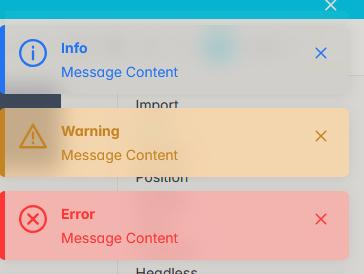 Info
Message Content
Import
Warning
Message Content
Position
Error
Message Content
Headless